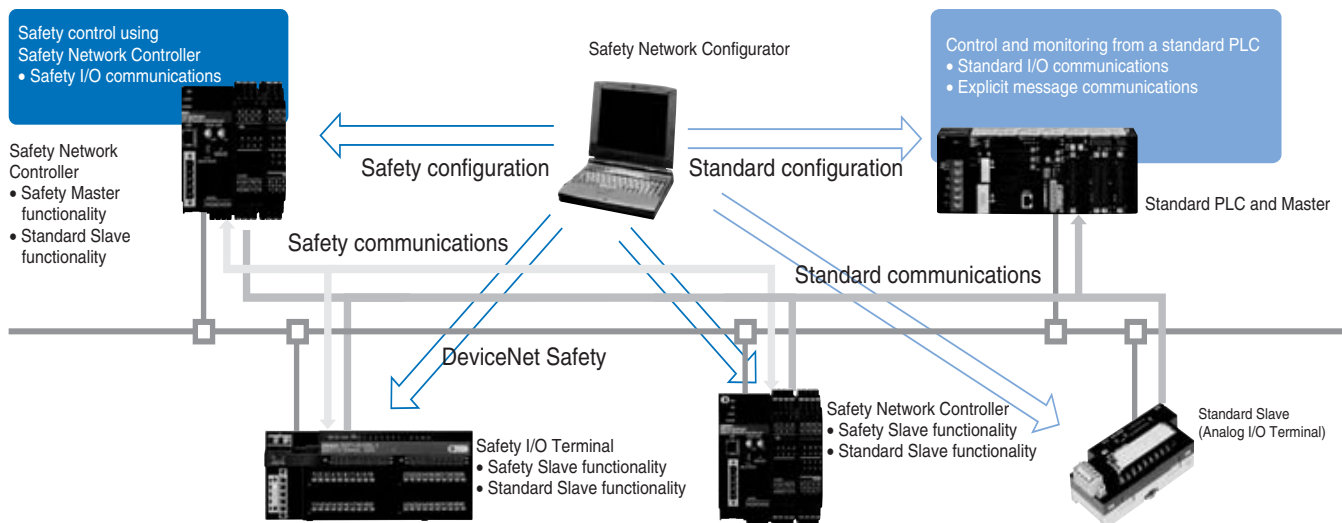 Safety control using
Safety Network Controller
• Safety I/O communications
Safety Network Configurator
Control and monitoring from a standard PLC
• Standard I/O communications
• Explicit message communications
Safety Network
Controller
• Safety Master
functionality
• Standard Slave
functionality
Safety configuration
Standard configuration
Standard PLC and Master
Safety communications
Standard communications
DeviceNet Safety
Safety I/O Terminal
• Safety Slave functionality
• Standard Slave functionality
Safety Network Controller
• Safety Slave functionality
• Standard Slave functionality
Standard Slave
(Analog I/O Terminal)